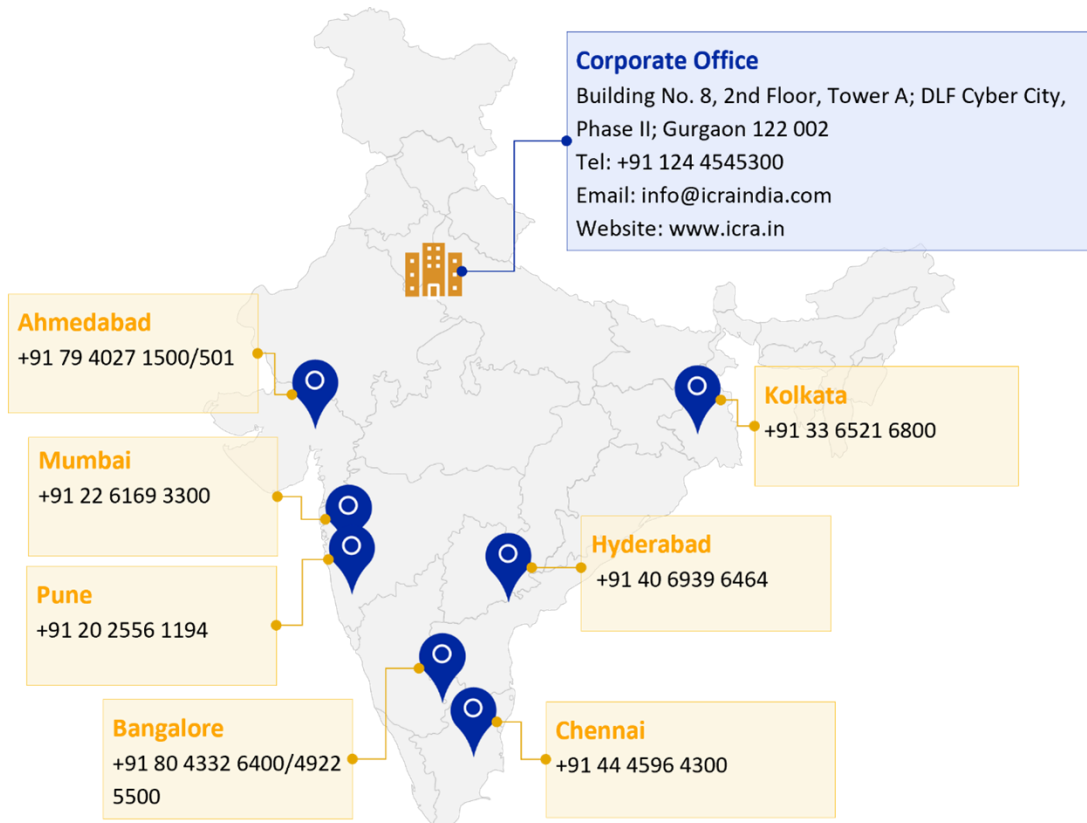 Corporate Office
Building No. 8, 2nd Floor, Tower A; DLF Cyber City,
Phase II; Gurgaon 122 002
Tel: +91 124 4545300
Email: info@icraindia.com
Website: www.icra.in
Ahmedabad
+91 79 4027 1500/501
Kolkata
+91 33 6521 6800
Mumbai
+91 22 6169 3300
Hyderabad
+91 40 6939 6464
Pune
+91 20 2556 1194
Bangalore
+91 80 4332 6400/4922
5500
Chennai
+91 44 4596 4300